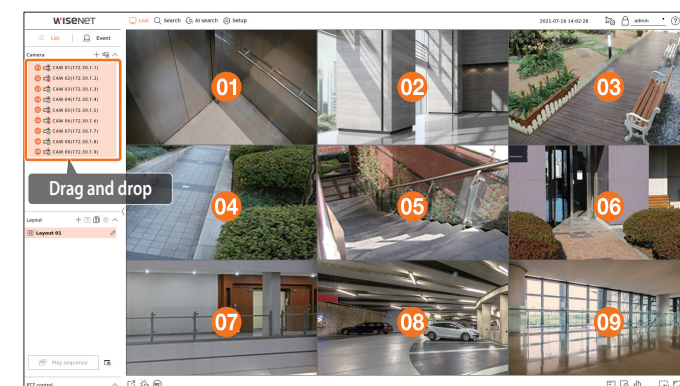 WISENET
Live Search AI search Setup
2021-07-16 14:02:28 admin
List Event
Camera
CAM 01(172.30.1.1)
CAM 02(172.30.1.2)
CAM 03(172.30.1.3)
CAM 04(172.30.1.4)
CAM 05(172.30.1.5)
CAM 06(172.30.1.6)
CAM 07(172.30.1.7)
CAM 08(172.30.1.8)
CAM 09(172.30.1.9)
Drag and drop
Layout
Layout 01
Play sequence
PTZ control
01
02
03
04
05
06
07
08
09